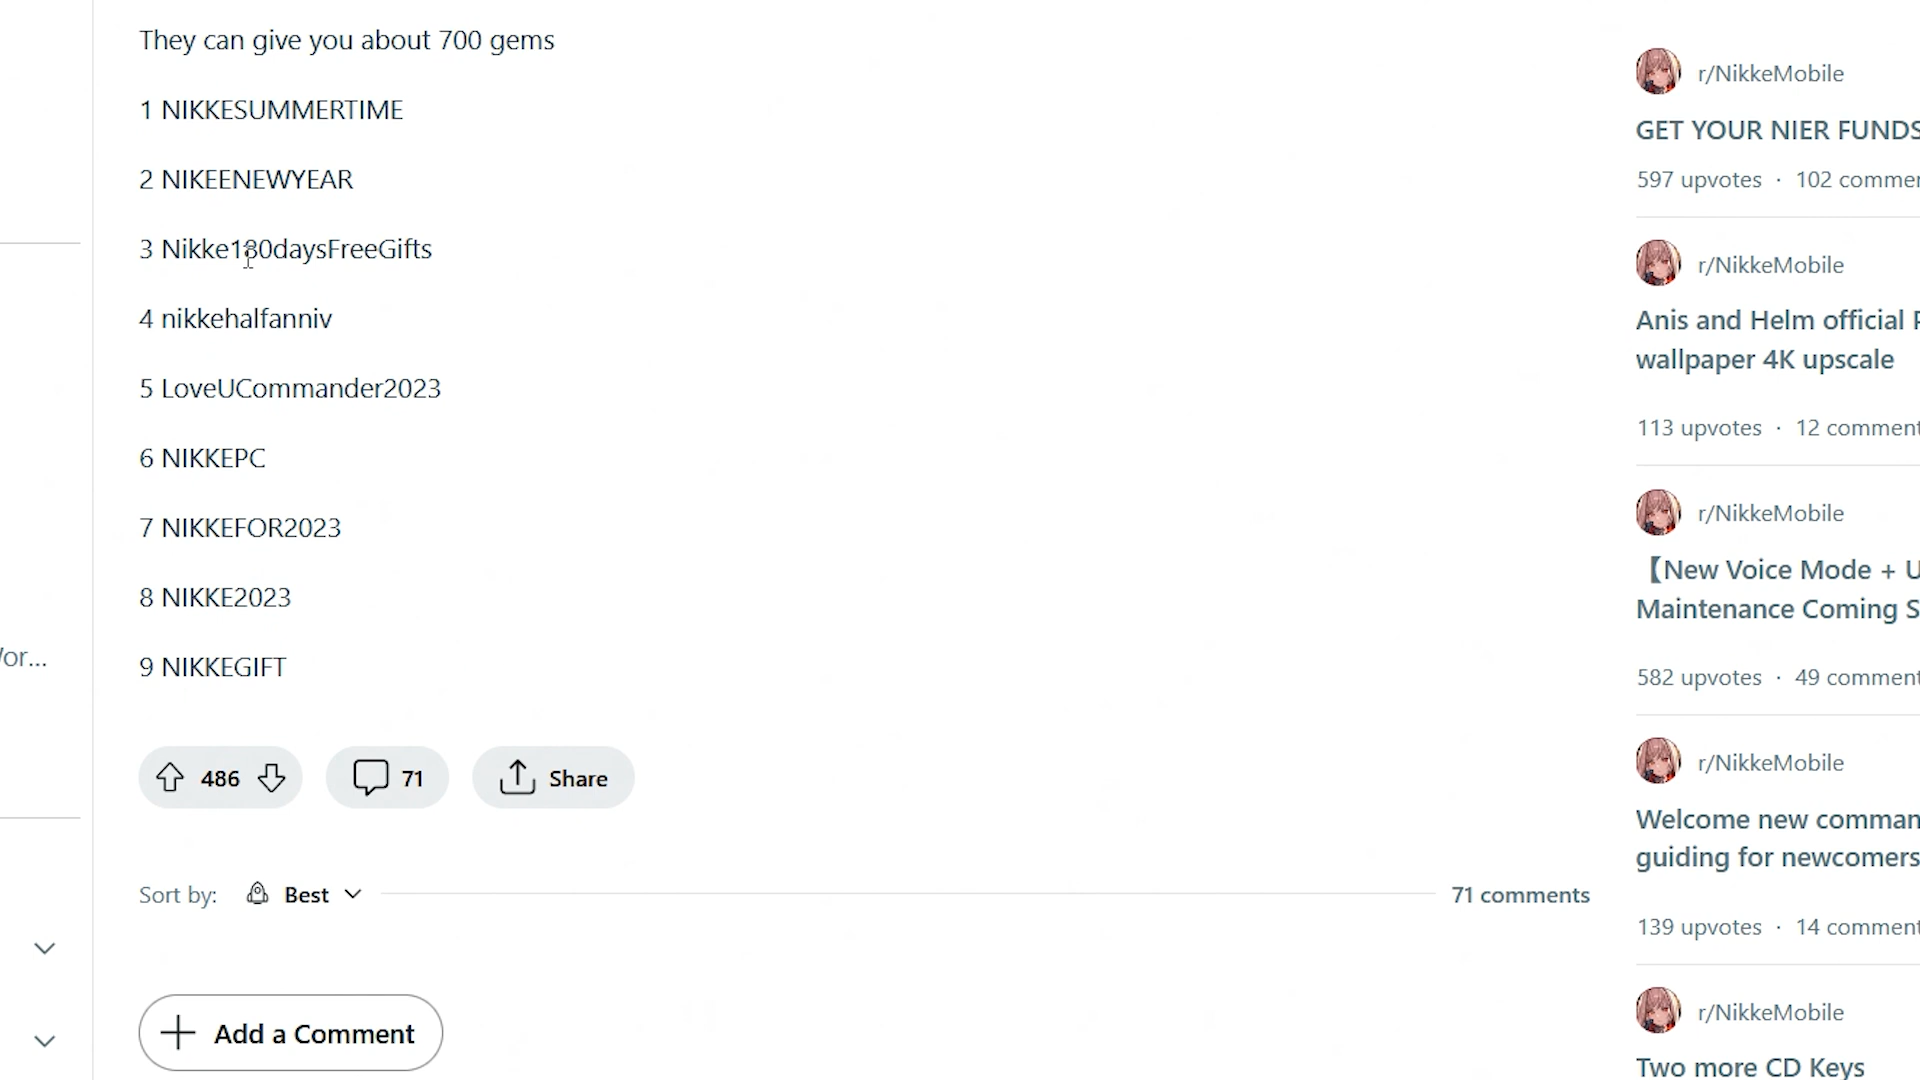 They can give you about 700 gems
1 NIKKESUMMERTIME
2 NIKEENEWYEAR
3 Nikke180daysFreeGifts
4 nikkehalfanniv
5 LoveUCommander2023
6 NIKKEPC
7 NIKKEFOR2023
8 NIKKE2023
9 NIKKEGIFT
486
71
Share
Sort by: Best
71 comments
Add a Comment
r/NikkeMobile
GET YOUR NIER FUNDS
597 upvotes · 102 commen
r/NikkeMobile
Anis and Helm official
wallpaper 4K upscale
113 upvotes · 12 comment
r/NikkeMobile
【New Voice Mode + U
Maintenance Coming S
582 upvotes · 49 comment
r/NikkeMobile
Welcome new comman
guiding for newcomers
139 upvotes · 14 comment
r/NikkeMobile
Two more CD Keys